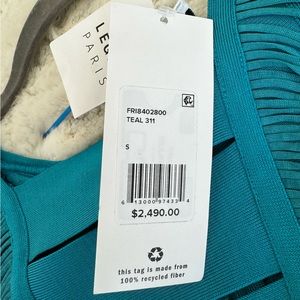 PARIS
FRI8402800
TEAL 311
S
6 13000 97433 4
$2,490.00
this tag is made from
100% recycled fiber